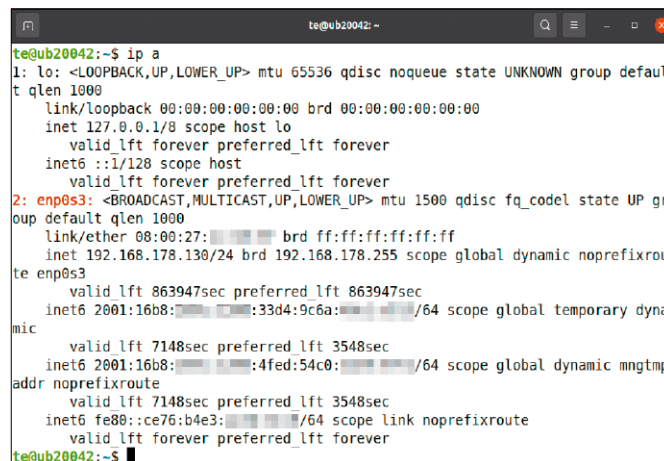 te@ub20042: ~
te@ub20042:~$ ip a
1: lo: <LOOPBACK,UP,LOWER_UP> mtu 65536 qdisc noqueue state UNKNOWN group defaul
t qlen 1000
    link/loopback 00:00:00:00:00:00 brd 00:00:00:00:00:00
    inet 127.0.0.1/8 scope host lo
       valid_lft forever preferred_lft forever
    inet6 ::1/128 scope host
       valid_lft forever preferred_lft forever
2: enp0s3: <BROADCAST,MULTICAST,UP,LOWER_UP> mtu 1500 qdisc fq_codel state UP gr
oup default qlen 1000
    link/ether 08:00:27: brd ff:ff:ff:ff:ff:ff
    inet 192.168.178.130/24 brd 192.168.178.255 scope global dynamic noprefixrou
te enp0s3
       valid_lft 863947sec preferred_lft 863947sec
    inet6 2001:16b8: :33d4:9c6a: /64 scope global temporary dyna
mic
       valid_lft 7148sec preferred_lft 3548sec
    inet6 2001:16b8: :4fed:54c0: /64 scope global dynamic mngtmp
addr noprefixroute
       valid_lft 7148sec preferred_lft 3548sec
    inet6 fe80::ce76:b4e3: /64 scope link noprefixroute
       valid_lft forever preferred_lft forever
te@ub20042:~$